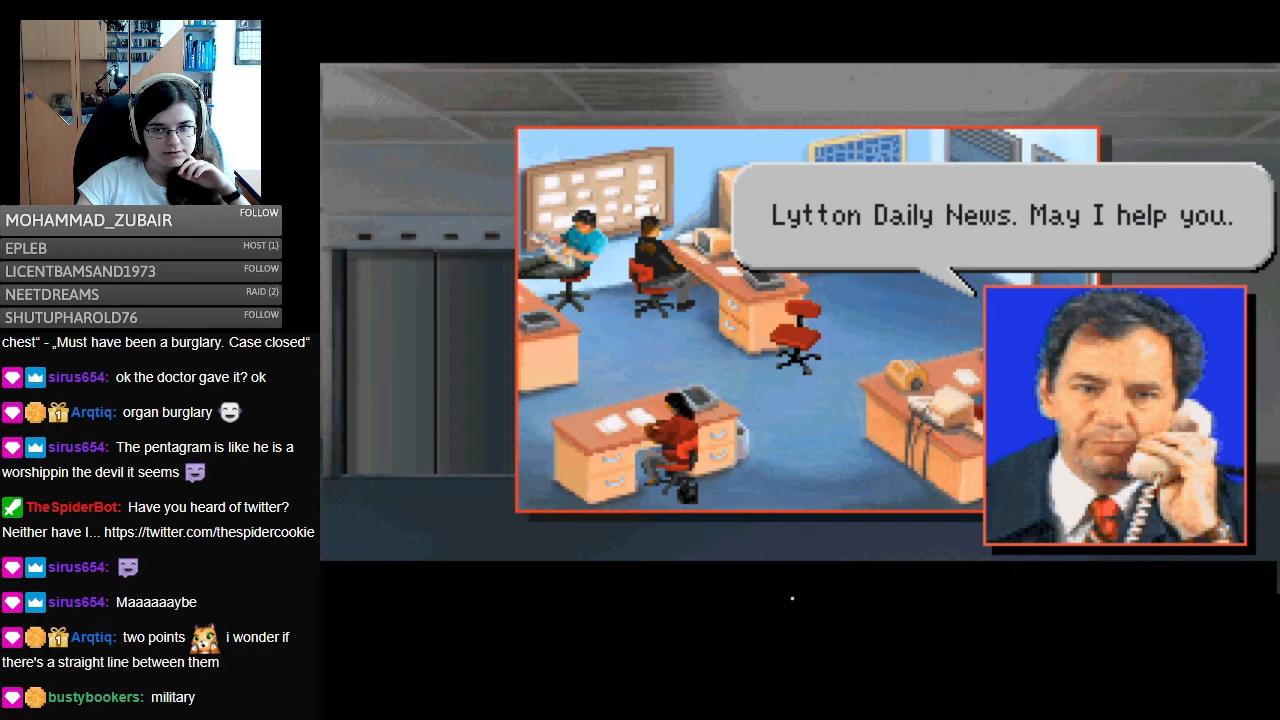 MOHAMMAD_ZUBAIR FOLLOW
EPLEB HOST (1)
LICENTBAMSAND1973 FOLLOW
NEETDREAMS RAID (2)
SHUTUPHAROLD76 FOLLOW
chest“ - „Must have been a burglary. Case closed“
sirus654: ok the doctor gave it? ok
1 Arqtiq: organ burglary
sirus654: The pentagram is like he is a
worshippin the devil it seems
TheSpiderBot: Have you heard of twitter?
Neither have I... https://twitter.com/thespidercookie
sirus654:
sirus654: Maaaaaaybe
1 Arqtiq: two points i wonder if
there's a straight line between them
bustybookers: military
Lytton Daily News. May I help you.